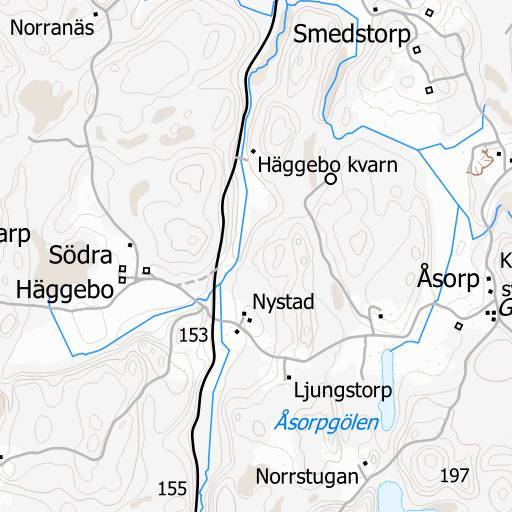 Norranäs
Smedstorp
Häggebo kvarn
arp
Södra
Häggebo
Åsorp
K
s
G
Nystad
153
Ljungstorp
Åsorpgölen
Norrstugan
155
197